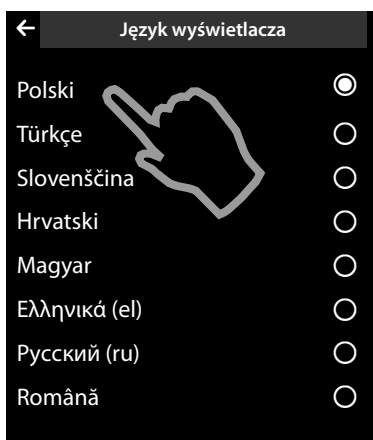 Język wyświetlacza
Polski
Türkçe
Slovenščina
Hrvatski
Magyar
Ελληνικά (el)
Русский (ru)
Română